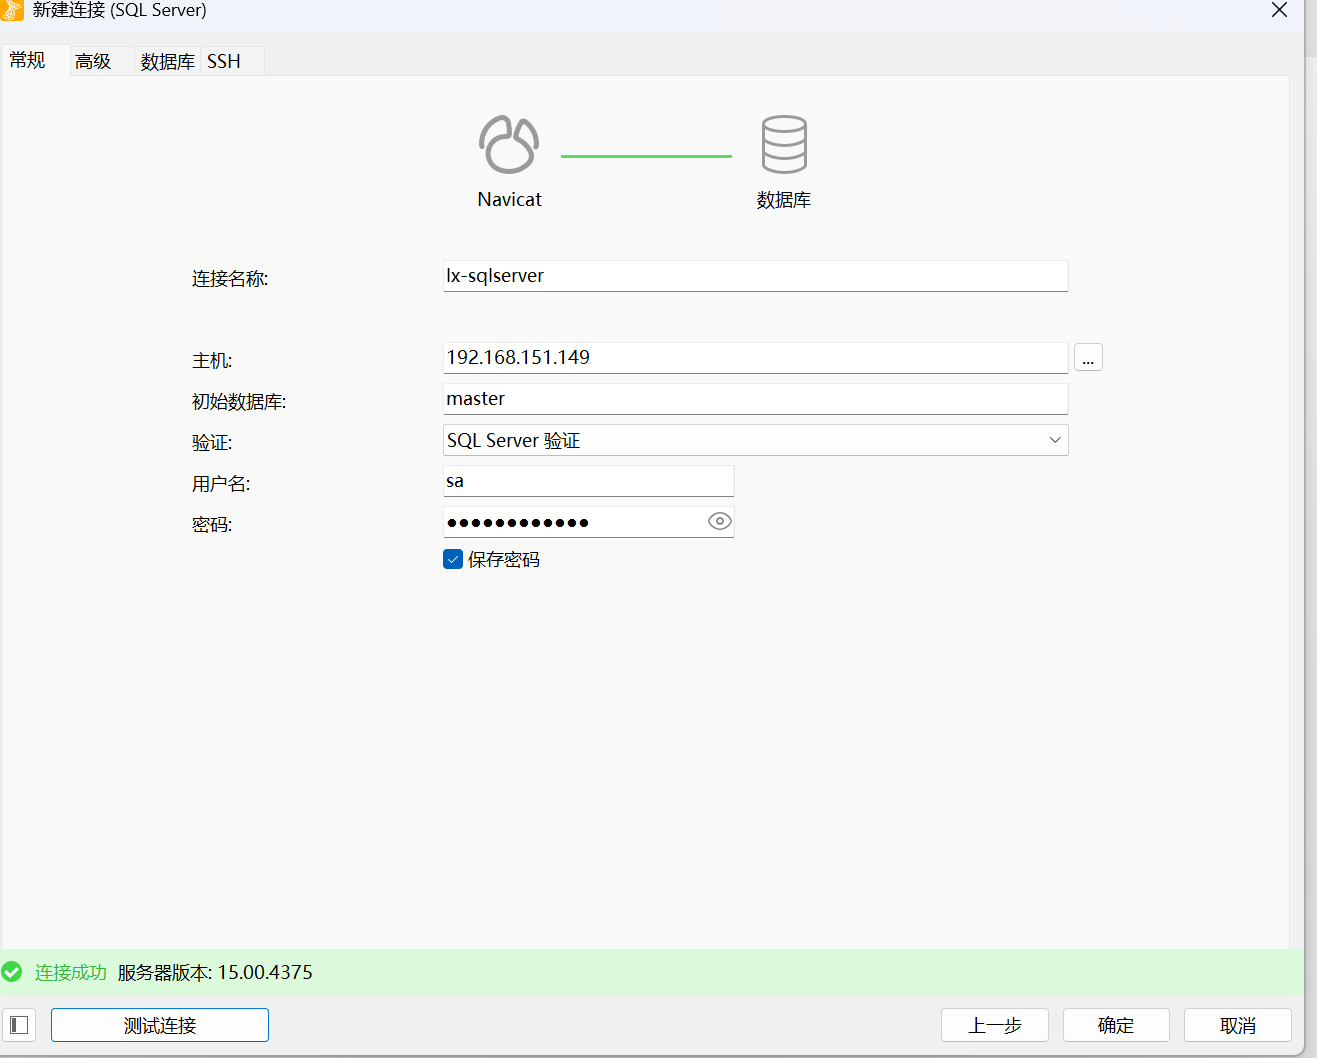 新建连接 (SQL Server)
常规 高级 数据库 SSH
Navicat 数据库
连接名称: lx-sqlserver
主机: 192.168.151.149 ...
初始数据库: master
验证: SQL Server 验证
用户名: sa
密码: ●●●●●●●●●●●●
保存密码
连接成功 服务器版本: 15.00.4375
测试连接 上一步 确定 取消